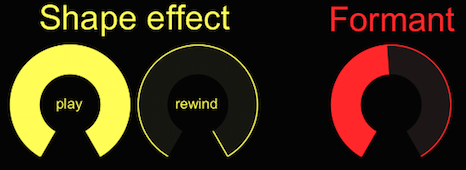 Shape effect
Formant
play
rewind